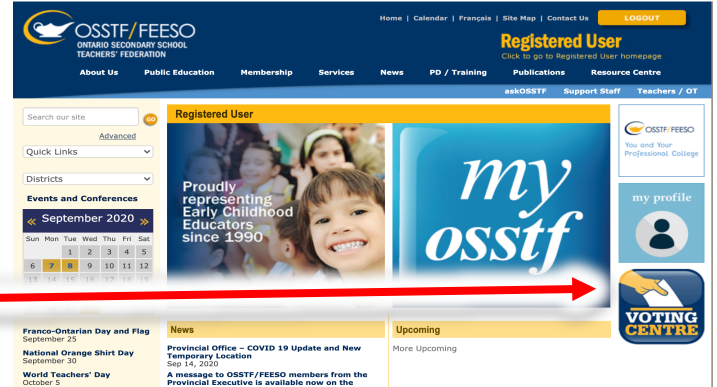 Home | Calendar | Français | Site Map | Contact Us
LOGOUT
OSSTF/FEESO
ONTARIO SECONDARY SCHOOL
TEACHERS' FEDERATION
Registered User
Click to go to Registered User homepage
About Us Public Education Membership Services News PD / Training Publications Resource Centre
askOSSTF Support Staff Teachers / OT
Search our site
GO
Advanced
Quick Links
Districts
Events and Conferences
« September 2020 »
Sun Mon Tue Wed Thu Fri Sat
1 2 3 4 5
6 7 8 9 10 11 12
13 14 15 16 17 18 19
Franco-Ontarian Day and Flag
September 25
National Orange Shirt Day
September 30
World Teachers' Day
October 5
Registered User
Proudly
representing
Early Childhood
Educators
since 1990
my
osstf
News
Provincial Office – COVID 19 Update and New
Temporary Location
Sep 14, 2020
A message to OSSTF/FEESO members from the
Provincial Executive is available now on the
Upcoming
More Upcoming
OSSTF/FEESO
You and Your
Professional College
my profile
VOTING
CENTRE